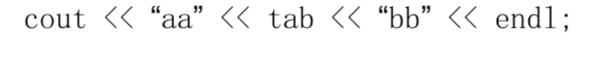 cout << “aa” << tab << “bb” << endl;